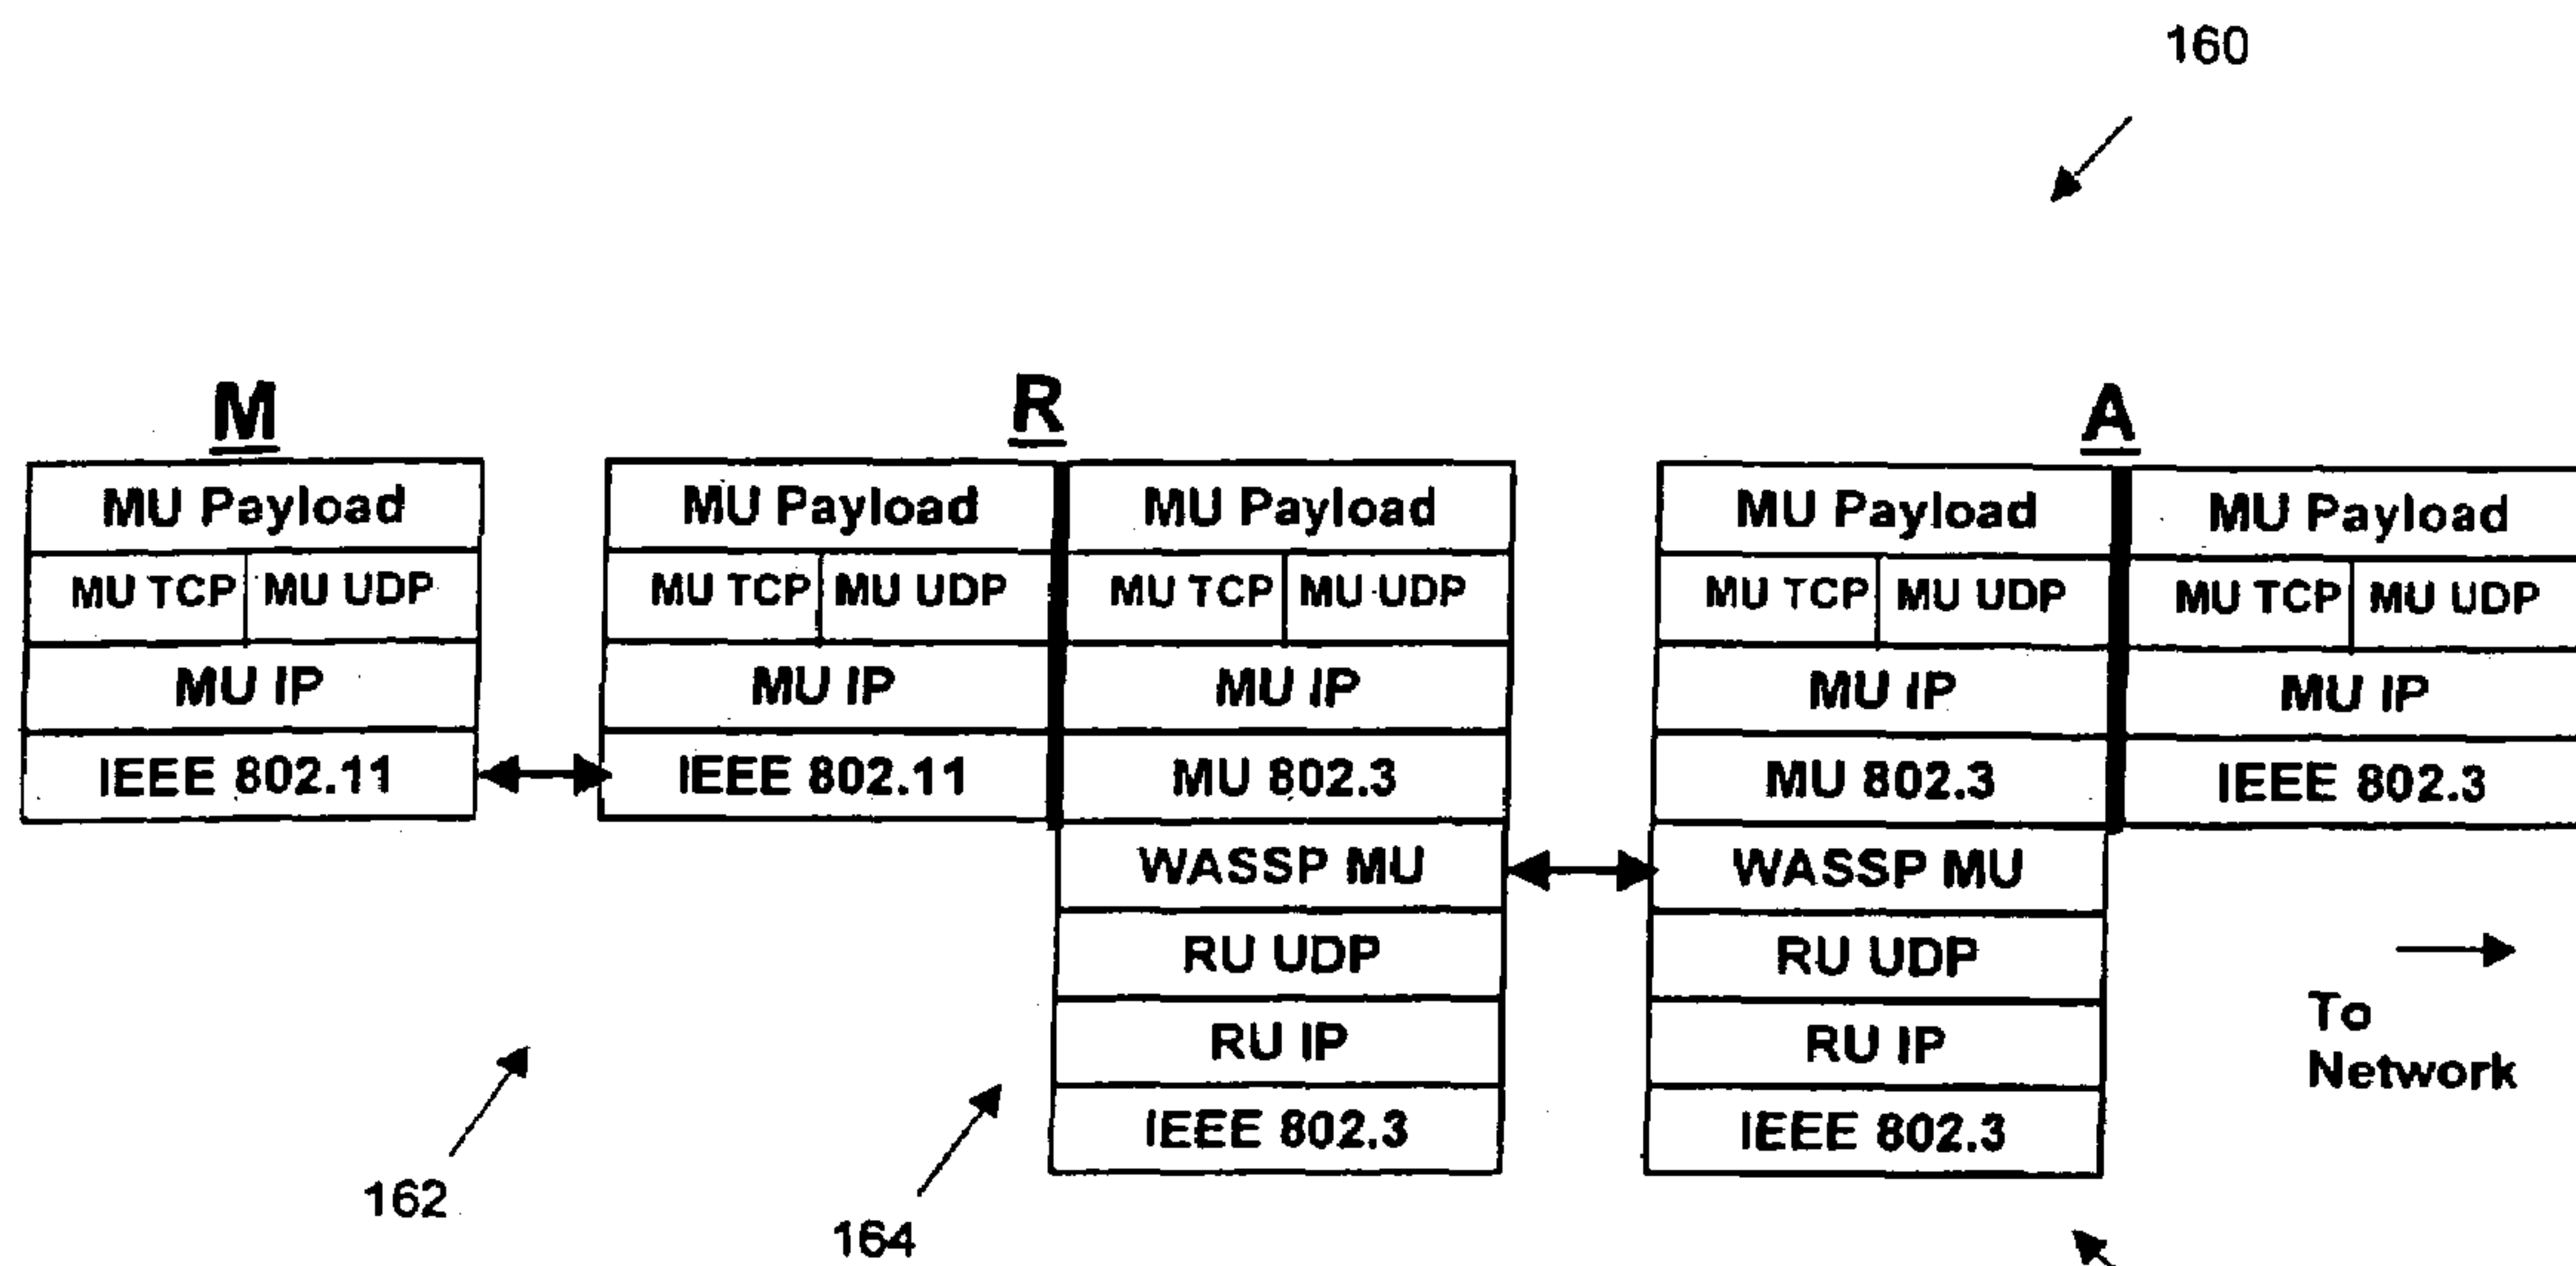 160
M
R
A
MU Payload
MU TCP MU UDP
MU IP
IEEE 802.11
MU Payload
MU TCP MU UDP
MU IP
IEEE 802.11
MU Payload
MU TCP MU UDP
MU IP
MU 802.3
WASSP MU
RU UDP
RU IP
IEEE 802.3
MU Payload
MU TCP MU UDP
MU IP
MU 802.3
WASSP MU
RU UDP
RU IP
IEEE 802.3
MU Payload
MU TCP MU UDP
MU IP
IEEE 802.3
To
Network
162
164